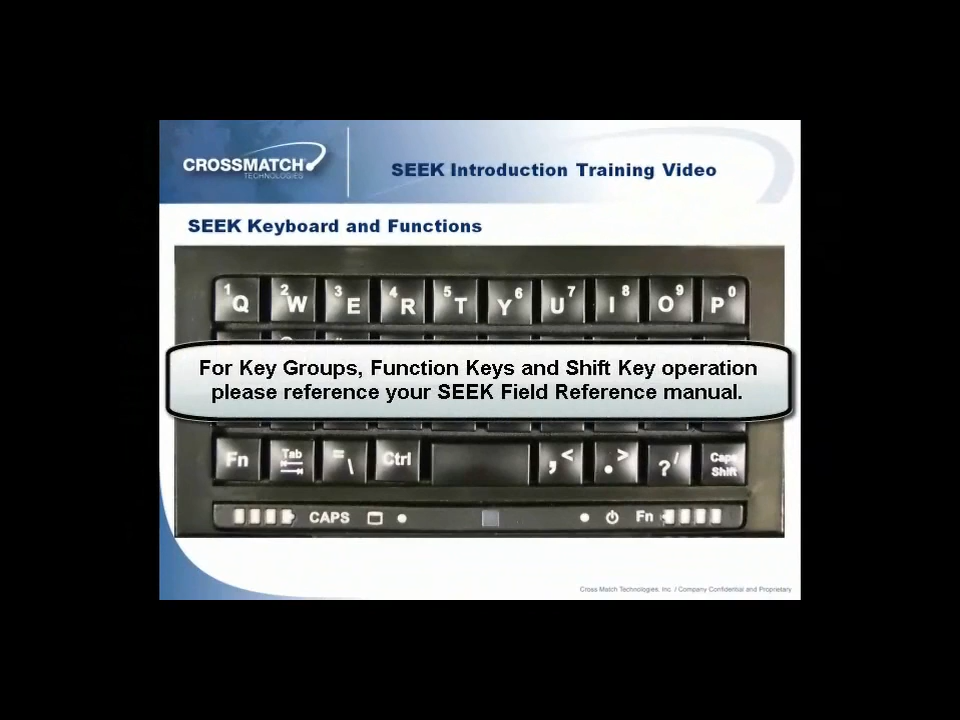 CROSSMATCH
TECHNOLOGIES
SEEK Introduction Training Video
SEEK Keyboard and Functions
1 Q 2 W 3 E 4 R 5 T 6 Y 7 U 8 I 9 O 0 P
For Key Groups, Function Keys and Shift Key operation
please reference your SEEK Field Reference manual.
Fn Tab = \ Ctrl , < . > ? / Caps Shift
CAPS Fn
Cross Match Technologies, Inc. / Company Confidential and Proprietary